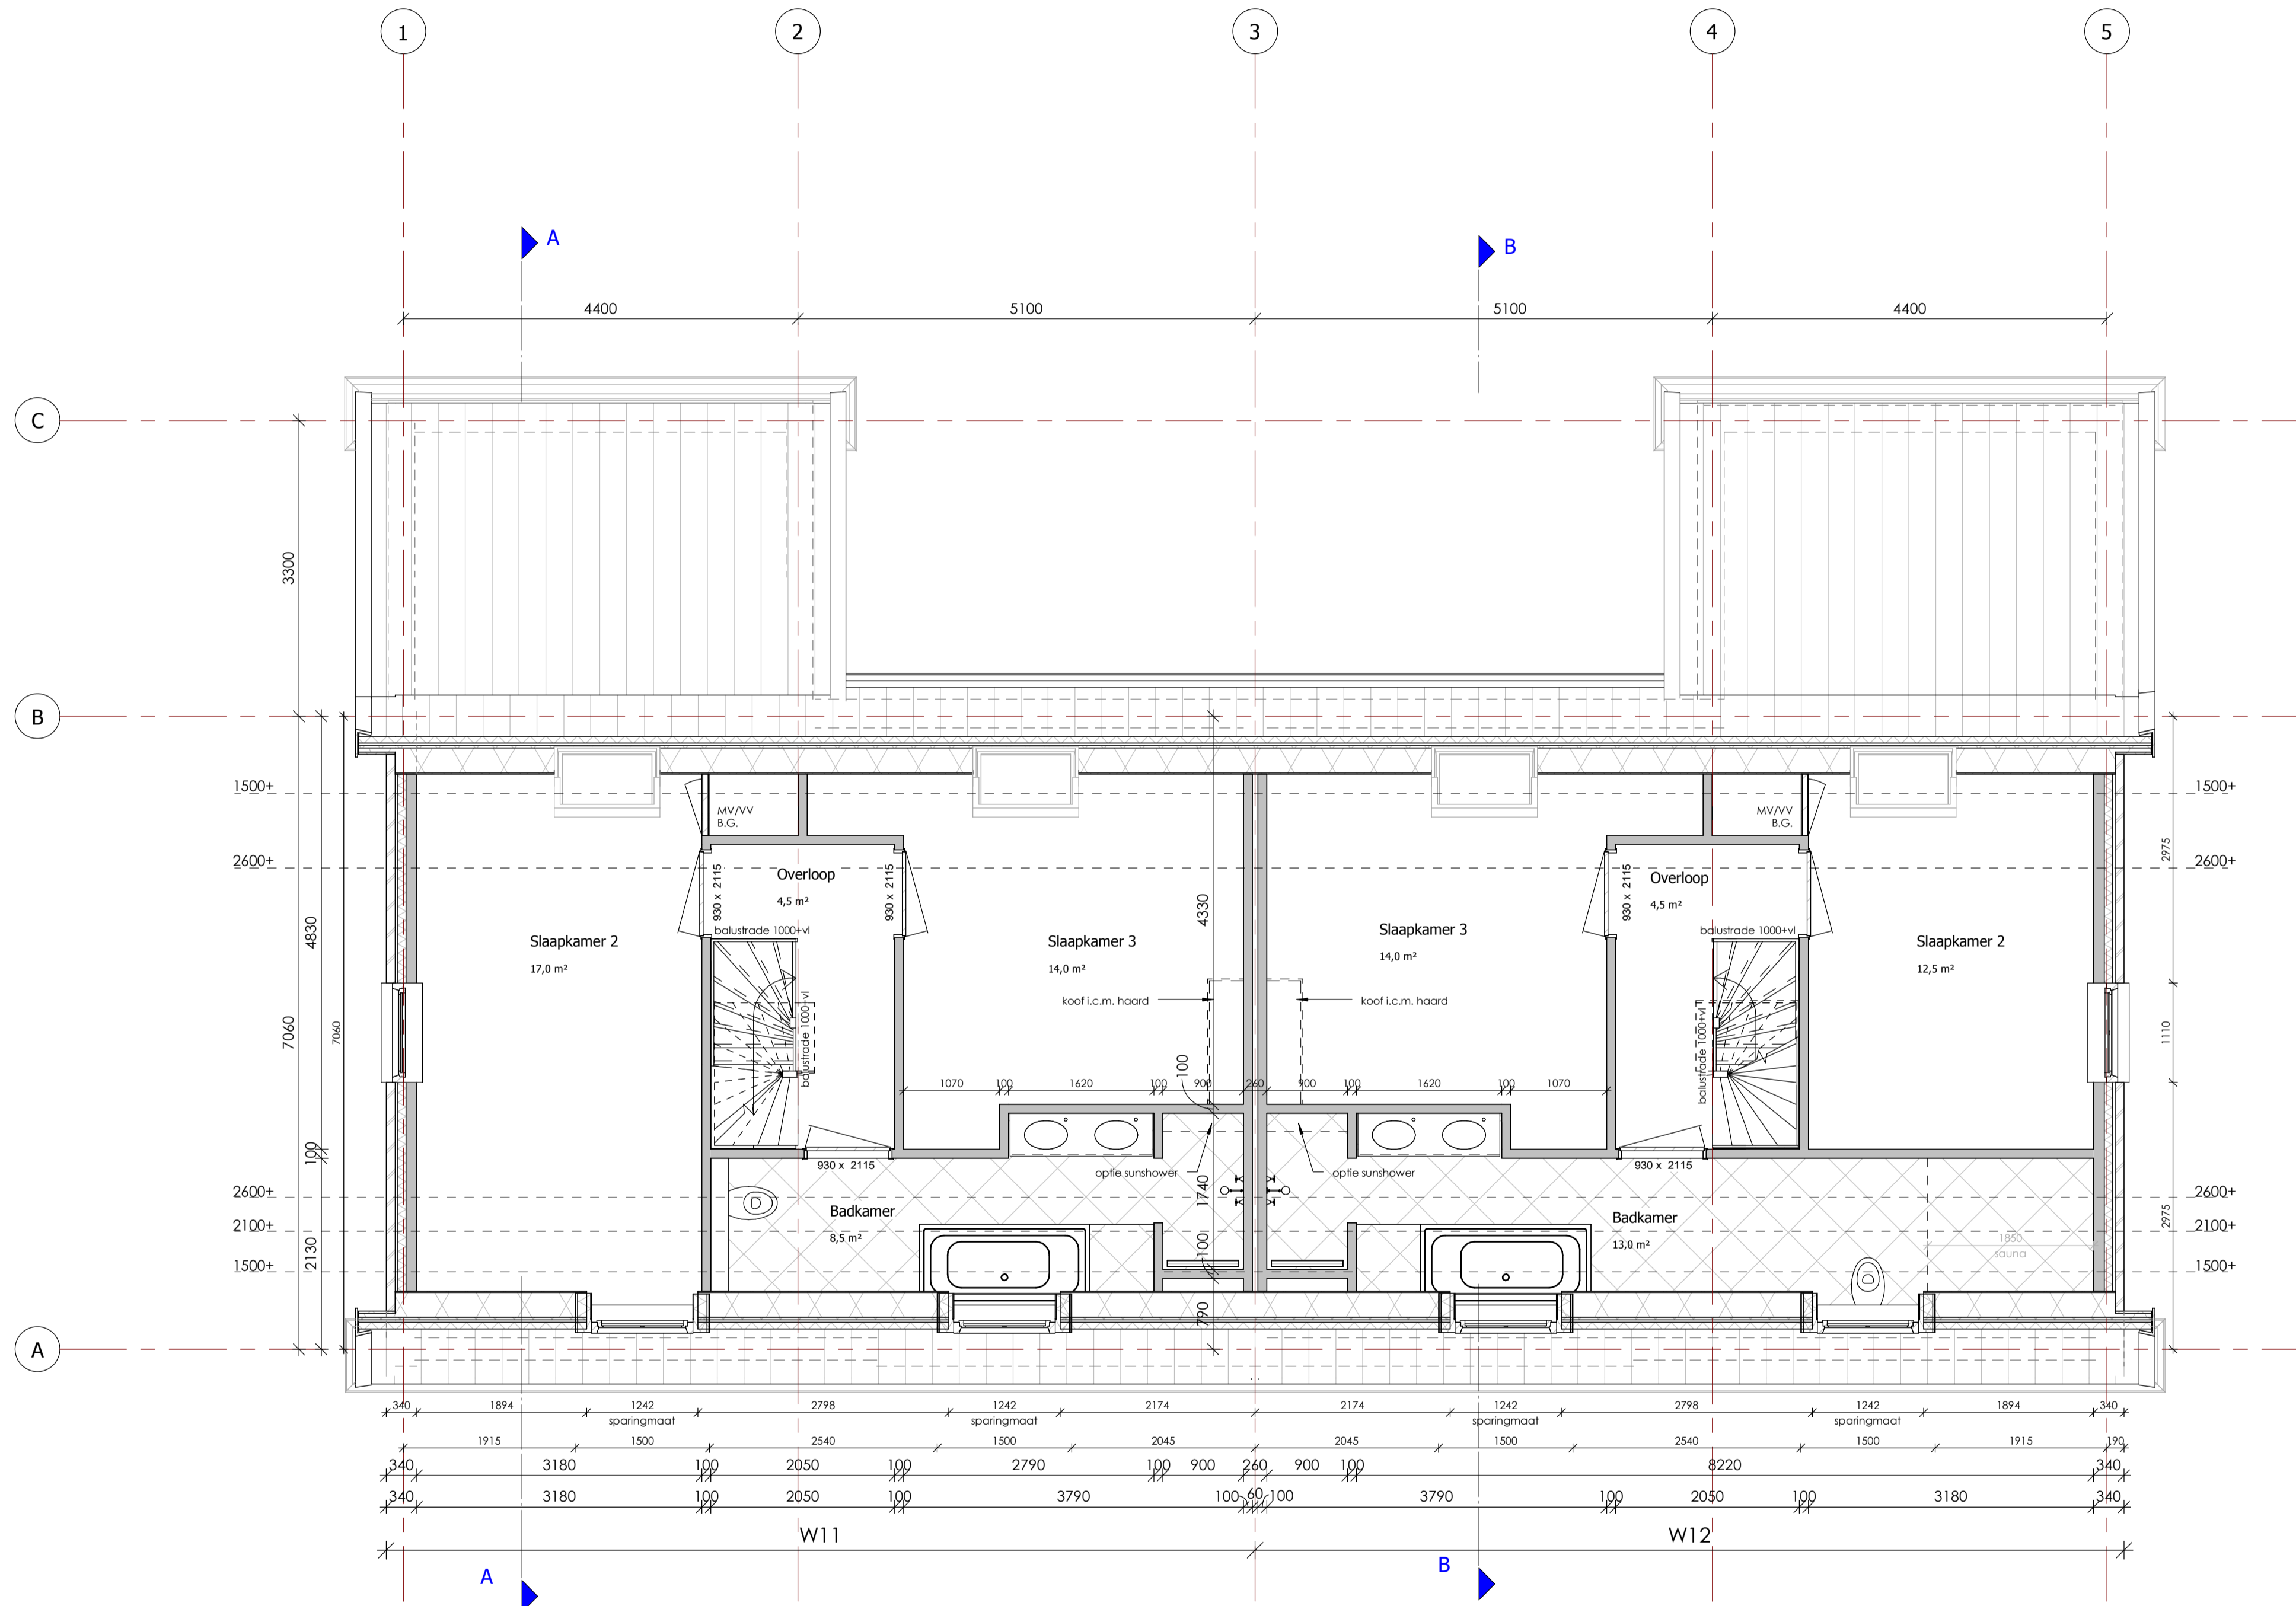 1 2 3 4 5
A B
4400 5100 5100 4400
C
3300
B
1500+ 1500+
MV/VV MV/VV
B.G. B.G.
2975
2600+ 2600+
930 x 2115 930 x 2115 930 x 2115
Overloop Overloop
4,5 m² 4,5 m²
4330
4830
balustrade 1000+vl balustrade 1000+vl
Slaapkamer 2 Slaapkamer 3 Slaapkamer 3 Slaapkamer 2
17,0 m² 14,0 m² 14,0 m² 12,5 m²
koof i.c.m. haard koof i.c.m. haard
balustrade 1000+vl balustrade 1000+vl
7060 7060
1110
100
1070 100 1620 100 900 260 900 100 1620 100 1070
100
930 x 2115 930 x 2115
optie sunshower optie sunshower
2600+ 2600+
1740
Badkamer Badkamer
2100+ 2100+
2975
8,5 m² 13,0 m²
1850
sauna
2130
100
1500+ 1500+
790
A
340 1894 1242 2798 1242 2174 2174 1242 2798 1242 1894 340
sparingmaat sparingmaat sparingmaat sparingmaat
1915 1500 2540 1500 2045 2045 1500 2540 1500 1915 190
340 3180 100 2050 100 2790 100 900 260 900 100 8220 340
340 3180 100 2050 100 3790 100 60 100 3790 100 2050 100 3180 340
W11 W12
A B